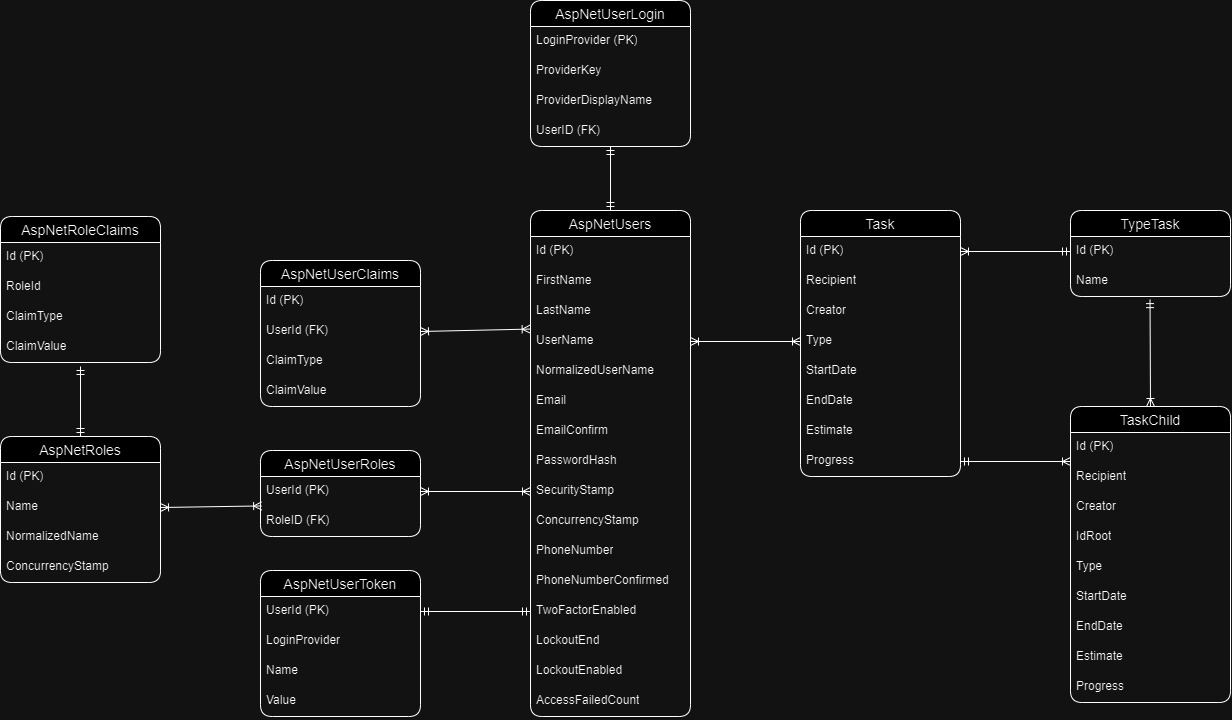 AspNetUserLogin
LoginProvider (PK)
ProviderKey
ProviderDisplayName
UserID (FK)
AspNetRoleClaims
Id (PK)
RoleId
ClaimType
ClaimValue
AspNetRoles
Id (PK)
Name
NormalizedName
ConcurrencyStamp
AspNetUserClaims
Id (PK)
UserId (FK)
ClaimType
ClaimValue
AspNetUserRoles
UserId (PK)
RoleID (FK)
AspNetUserToken
UserId (PK)
LoginProvider
Name
Value
AspNetUsers
Id (PK)
FirstName
LastName
UserName
NormalizedUserName
Email
EmailConfirm
PasswordHash
SecurityStamp
ConcurrencyStamp
PhoneNumber
PhoneNumberConfirmed
TwoFactorEnabled
LockoutEnd
LockoutEnabled
AccessFailedCount
Task
Id (PK)
Recipient
Creator
Type
StartDate
EndDate
Estimate
Progress
TypeTask
Id (PK)
Name
TaskChild
Id (PK)
Recipient
Creator
IdRoot
Type
StartDate
EndDate
Estimate
Progress